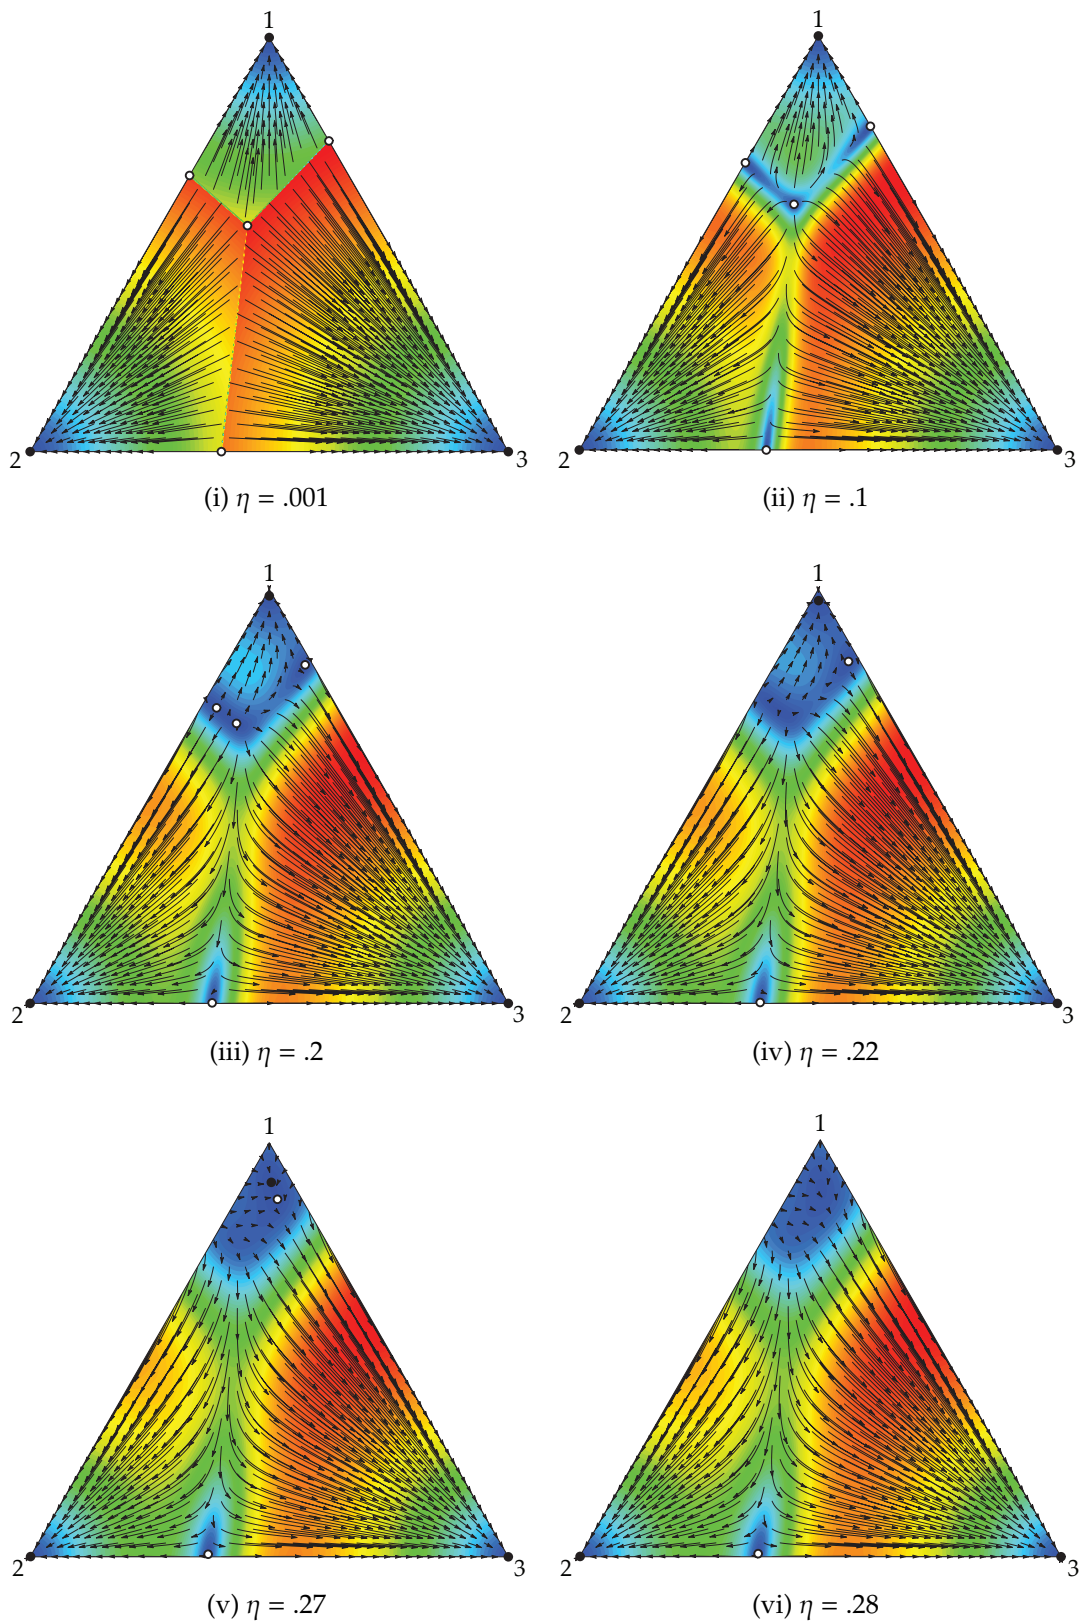 1 1
2 3 2 3
(i) η = .001 (ii) η = .1
1 1
2 3 2 3
(iii) η = .2 (iv) η = .22
1 1
2 3 2 3
(v) η = .27 (vi) η = .28